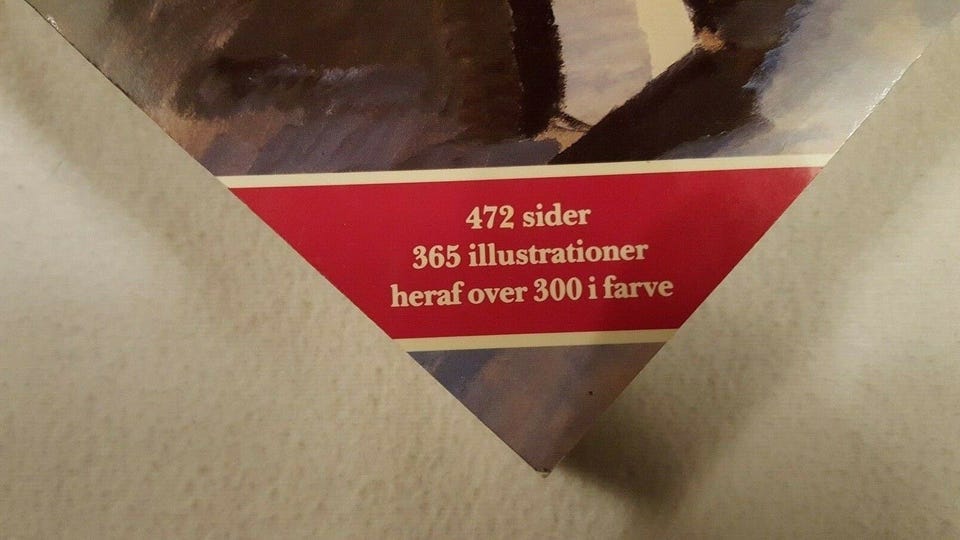 472 sider
365 illustrationer
heraf over 300 i farve